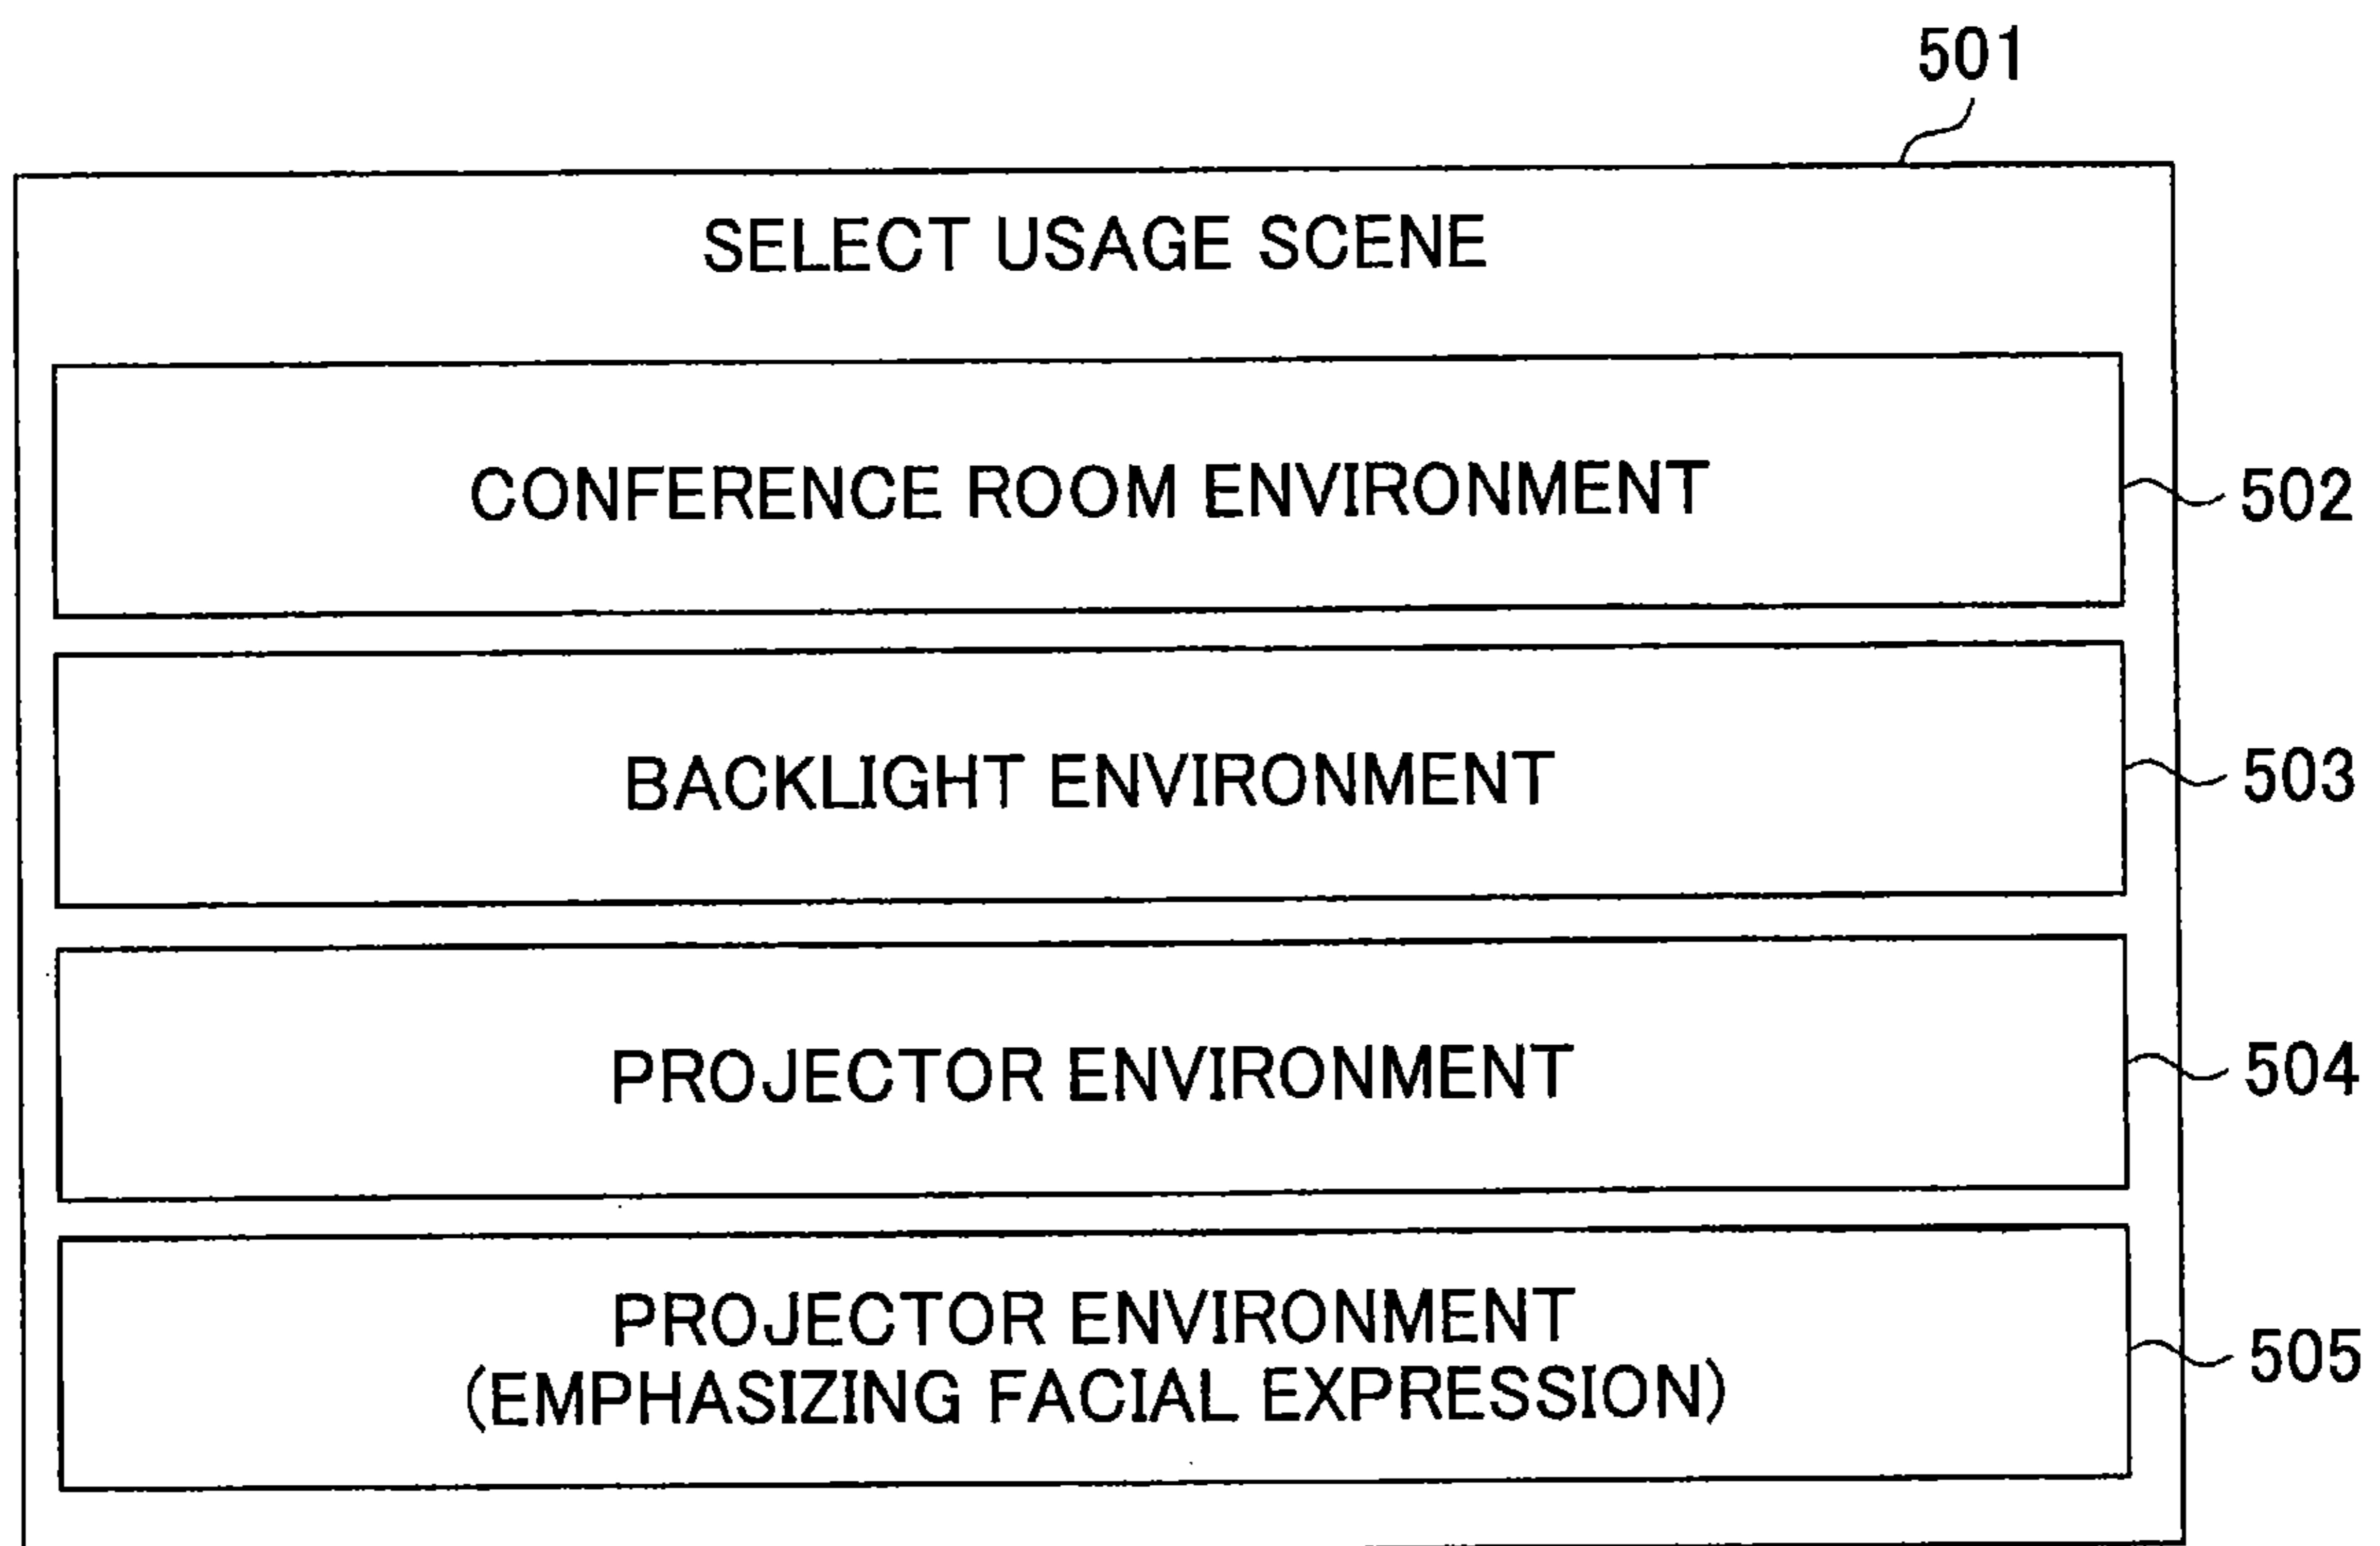 501
SELECT USAGE SCENE
CONFERENCE ROOM ENVIRONMENT
502
BACKLIGHT ENVIRONMENT
503
PROJECTOR ENVIRONMENT
504
PROJECTOR ENVIRONMENT
(EMPHASIZING FACIAL EXPRESSION)
505